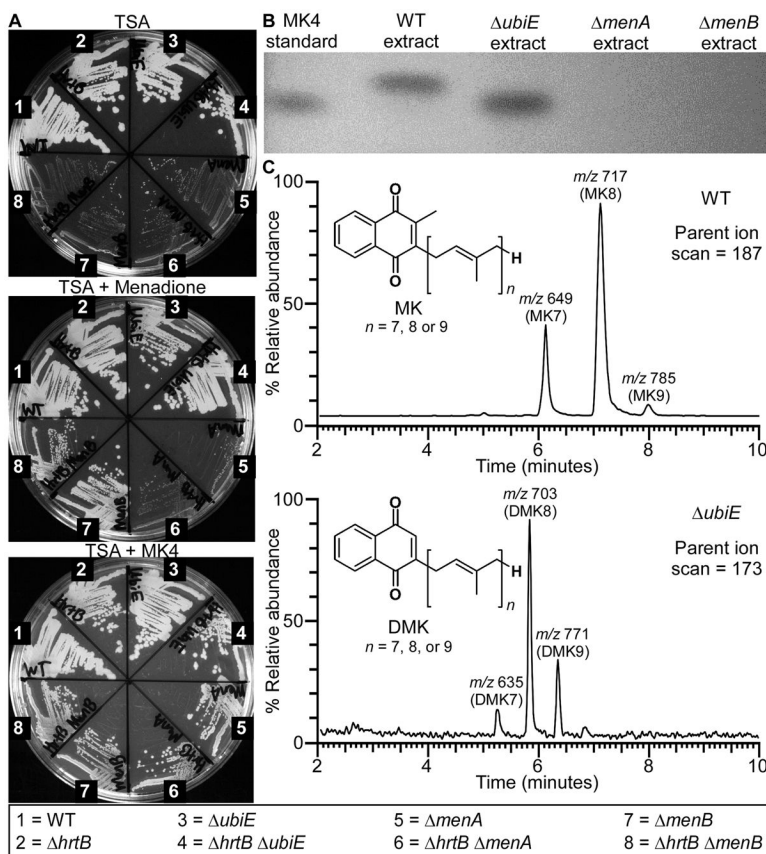 A
TSA
2
3
1
4
8
5
7
6
WT
TSA + Menadione
2
3
1
4
8
5
7
6
WT
TSA + MK4
2
3
1
4
8
5
7
6
WT
B
MK4 standard
WT extract
ΔubiE extract
ΔmenA extract
ΔmenB extract
C
100
50
0
% Relative abundance
O
O
H
n
MK
n = 7, 8 or 9
m/z 649
(MK7)
m/z 717
(MK8)
m/z 785
(MK9)
WT
Parent ion
scan = 187
2 4 6 8 10
Time (minutes)
100
50
0
% Relative abundance
O
O
H
n
DMK
n = 7, 8, or 9
m/z 635
(DMK7)
m/z 703
(DMK8)
m/z 771
(DMK9)
ΔubiE
Parent ion
scan = 173
2 4 6 8 10
Time (minutes)
1 = WT 3 = ΔubiE 5 = ΔmenA 7 = ΔmenB
2 = ΔhrtB 4 = ΔhrtB ΔubiE 6 = ΔhrtB ΔmenA 8 = ΔhrtB ΔmenB